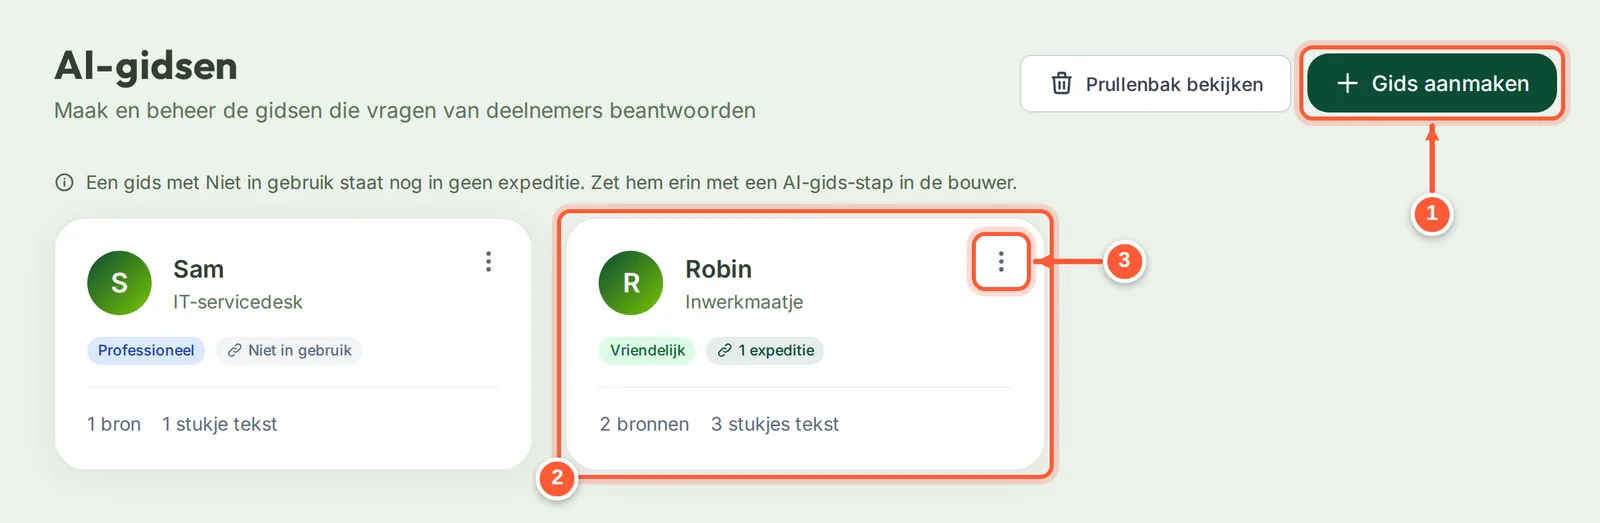 AI-gidsen
Maak en beheer de gidsen die vragen van deelnemers beantwoorden
Prullenbak bekijken
Gids aanmaken
1
Een gids met Niet in gebruik staat nog in geen expeditie. Zet hem erin met een AI-gids-stap in de bouwer.
S
Sam
IT-servicedesk
Professioneel
Niet in gebruik
1 bron
1 stukje tekst
R
Robin
Inwerkmaatje
3
Vriendelijk
1 expeditie
2 bronnen
3 stukjes tekst
2